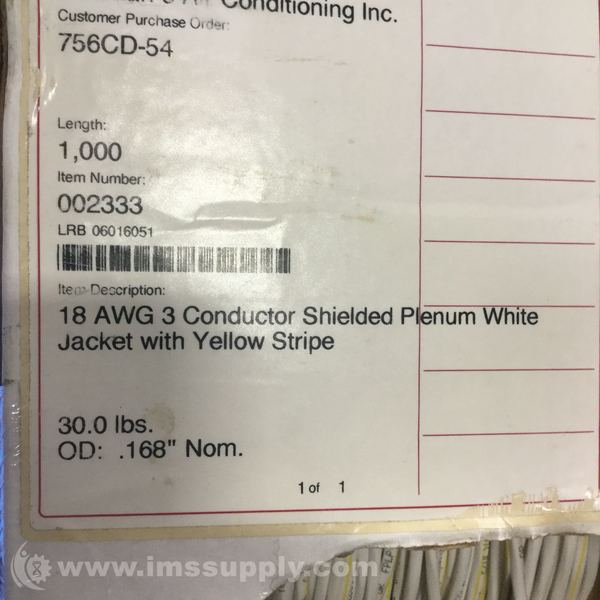 Conditioning Inc.
Customer Purchase Order:
756CD-54
Length:
1,000
Item Number:
002333
LRB 06016051
Item Description:
18 AWG 3 Conductor Shielded Plenum White
Jacket with Yellow Stripe
30.0 lbs.
OD: .168" Nom.
1 of 1
www.imssupply.com